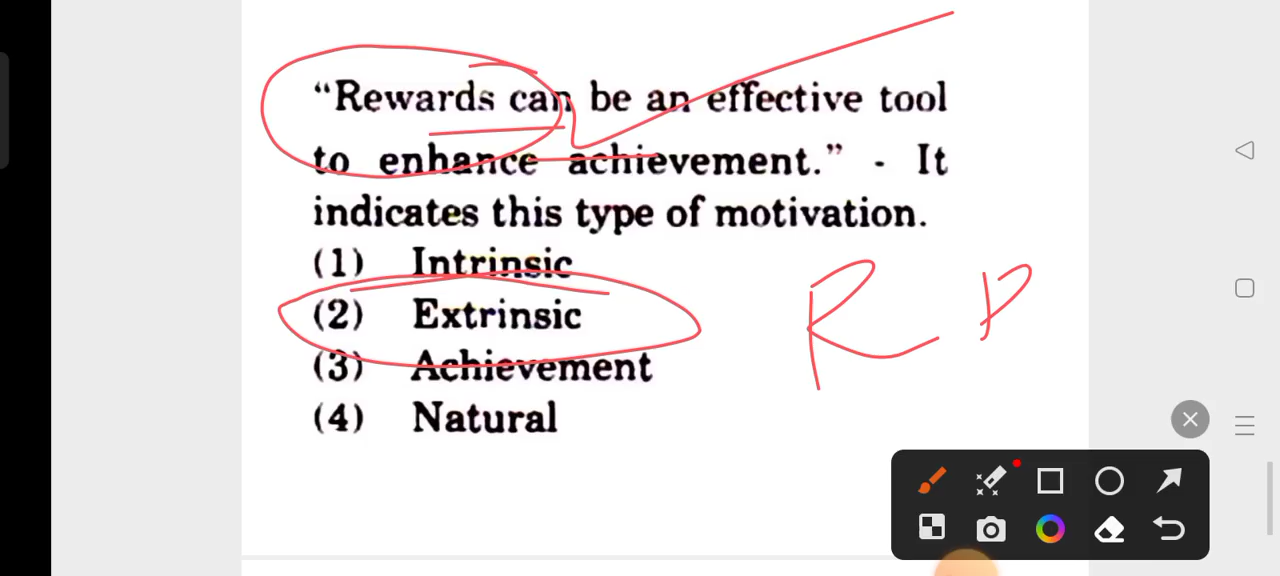 “Rewards can be an effective tool
to enhance achievement.” - It
indicates this type of motivation.
(1) Intrinsic
(2) Extrinsic
(3) Achievement
(4) Natural
R P